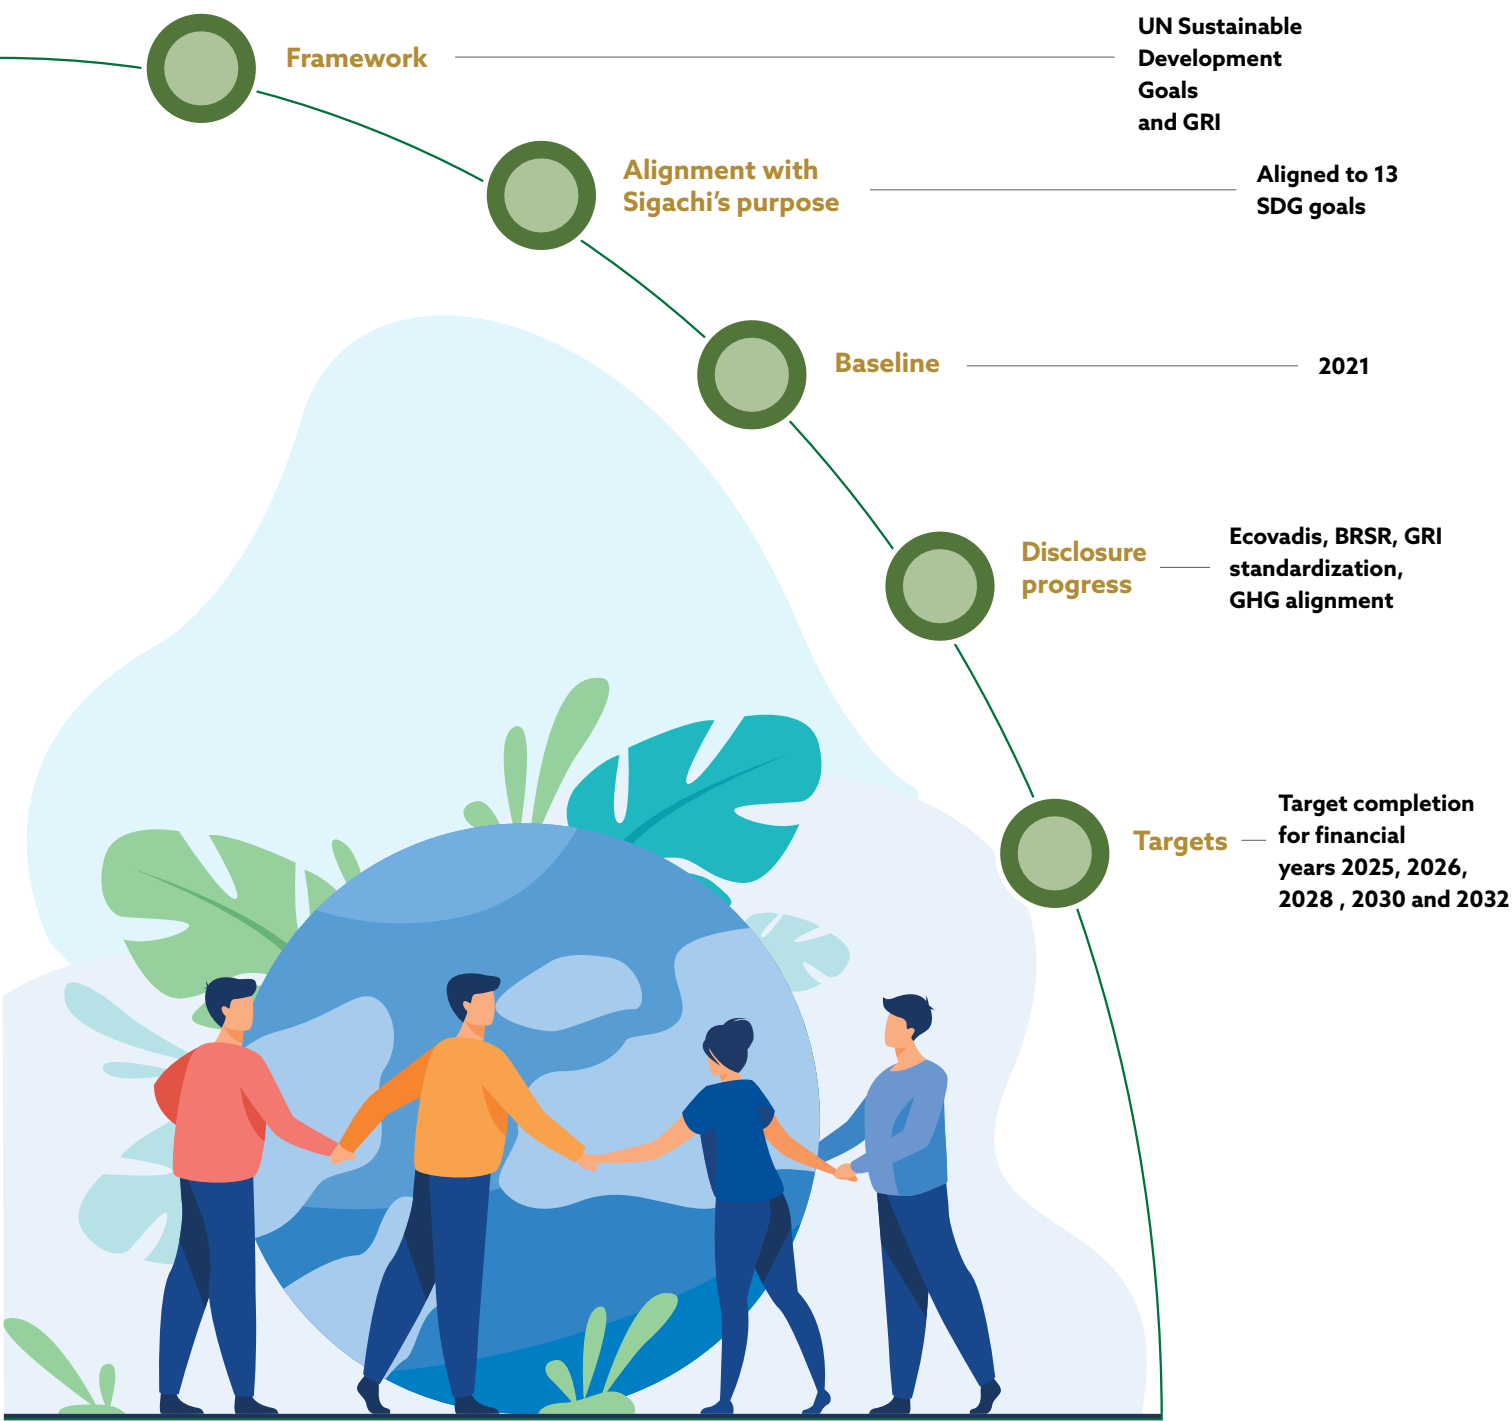 Framework
UN Sustainable
Development
Goals
and GRI
Alignment with
Sigachi’s purpose
Aligned to 13
SDG goals
Baseline
2021
Disclosure
progress
Ecovadis, BRSR, GRI
standardization,
GHG alignment
Targets
Target completion
for financial
years 2025, 2026,
2028 , 2030 and 2032